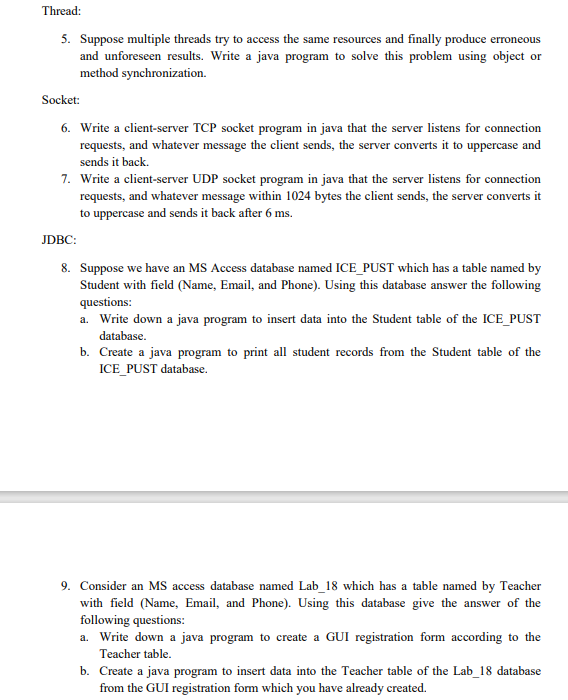 Thread:
5. Suppose multiple threads try to access the same resources and finally produce erroneous
and unforeseen results. Write a java program to solve this problem using object or
method synchronization.
Socket:
6. Write a client-server TCP socket program in java that the server listens for connection
requests, and whatever message the client sends, the server converts it to uppercase and
sends it back.
7. Write a client-server UDP socket program in java that the server listens for connection
requests, and whatever message within 1024 bytes the client sends, the server converts it
to uppercase and sends it back after 6 ms.
JDBC:
8. Suppose we have an MS Access database named ICE_PUST which has a table named by
Student with field (Name, Email, and Phone). Using this database answer the following
questions:
a. Write down a java program to insert data into the Student table of the ICE_PUST
database.
b. Create a java program to print all student records from the Student table of the
ICE_PUST database.
9. Consider an MS access database named Lab_18 which has a table named by Teacher
with field (Name, Email, and Phone). Using this database give the answer of the
following questions:
a. Write down a java program to create a GUI registration form according to the
Teacher table.
b. Create a java program to insert data into the Teacher table of the Lab_18 database
from the GUI registration form which you have already created.